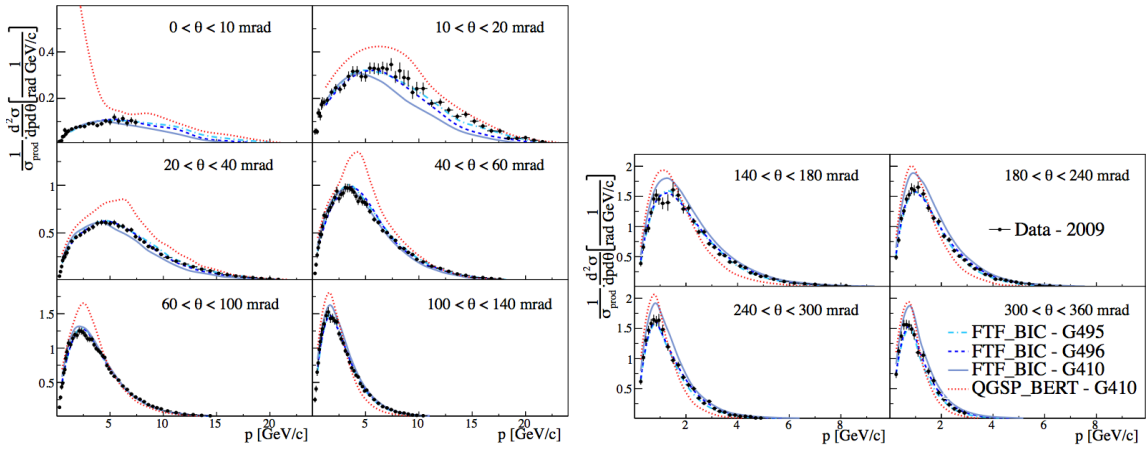 0 < θ < 10 mrad
10 < θ < 20 mrad
0.4
0.2
20 < θ < 40 mrad
40 < θ < 60 mrad
1
0.5
60 < θ < 100 mrad
100 < θ < 140 mrad
1.5
1
0.5
5 10 15 20
5 10 15 20
p [GeV/c]
p [GeV/c]
1/σprod d²σ/dpdθ [1/rad GeV/c]
140 < θ < 180 mrad
180 < θ < 240 mrad
Data - 2009
2
1.5
1
0.5
240 < θ < 300 mrad
300 < θ < 360 mrad
FTF_BIC - G495
FTF_BIC - G496
FTF_BIC - G410
QGSP_BERT - G410
2
1.5
1
0.5
0 2 4 6 8
0 2 4 6 8
p [GeV/c]
p [GeV/c]
1/σprod d²σ/dpdθ [1/rad GeV/c]